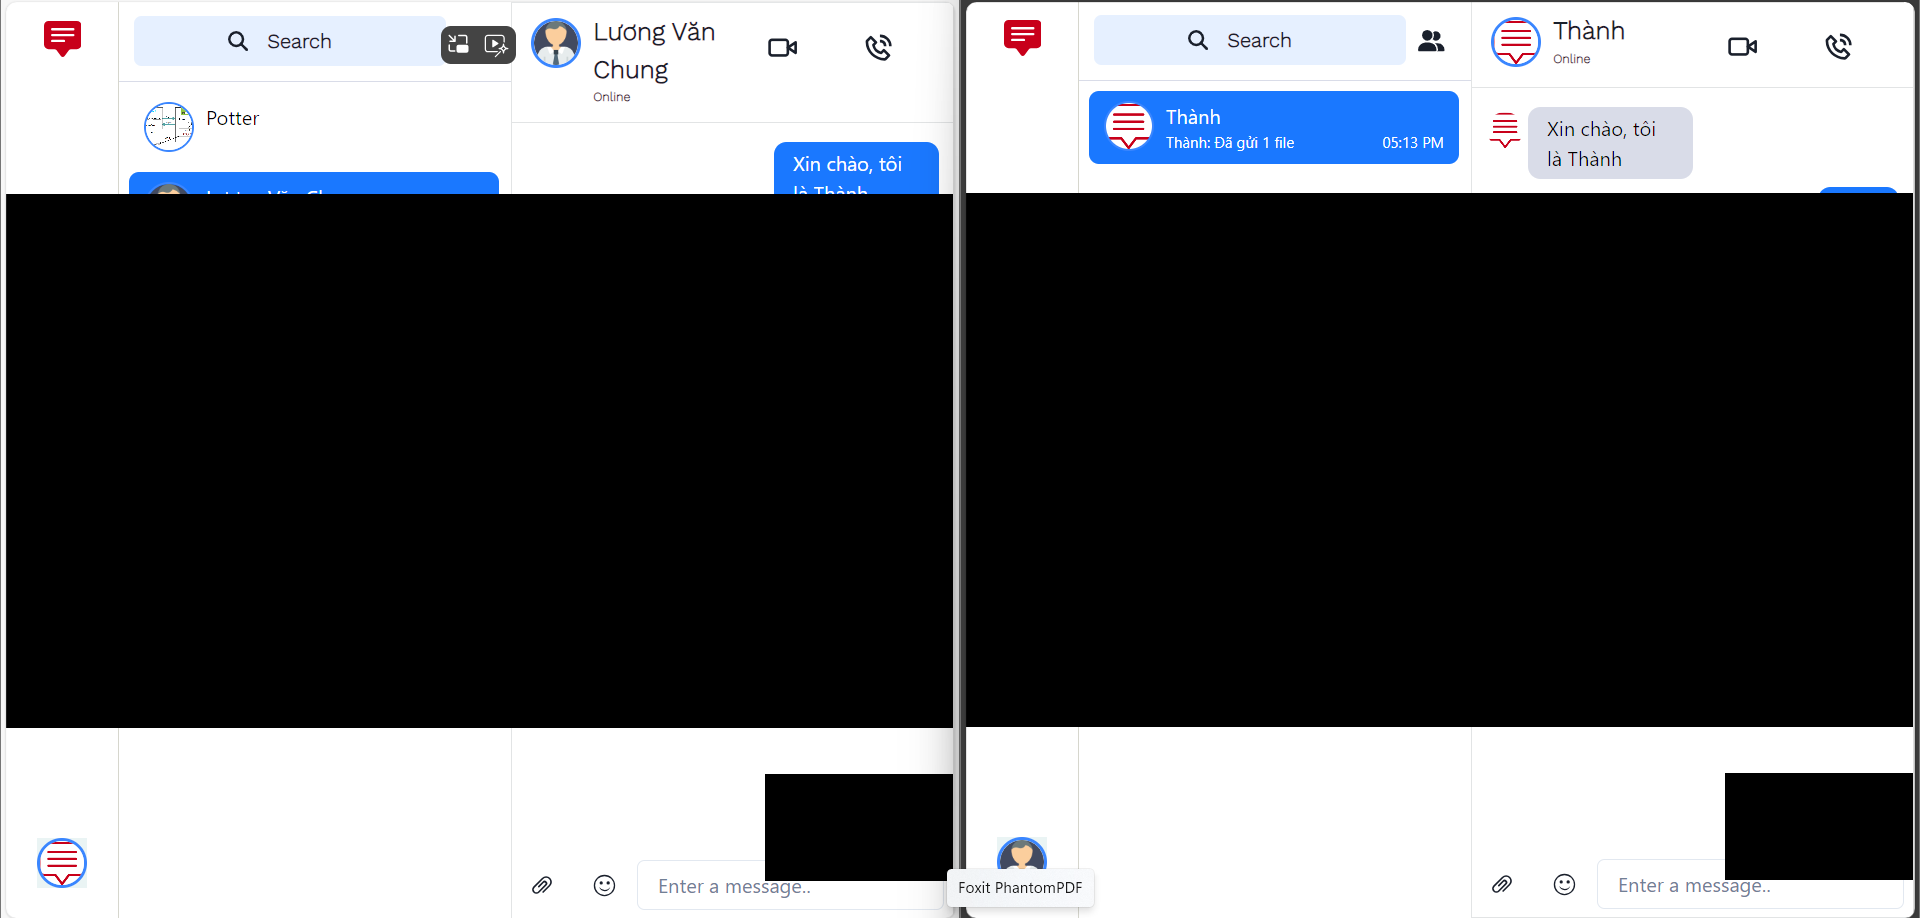 Search
Potter
Lương Văn
Chung
Online
Xin chào, tôi
là Thành
Enter a message..
Search
Thành
Thành: Đã gửi 1 file
05:13 PM
Thành
Online
Xin chào, tôi
là Thành
Enter a message..
Foxit PhantomPDF